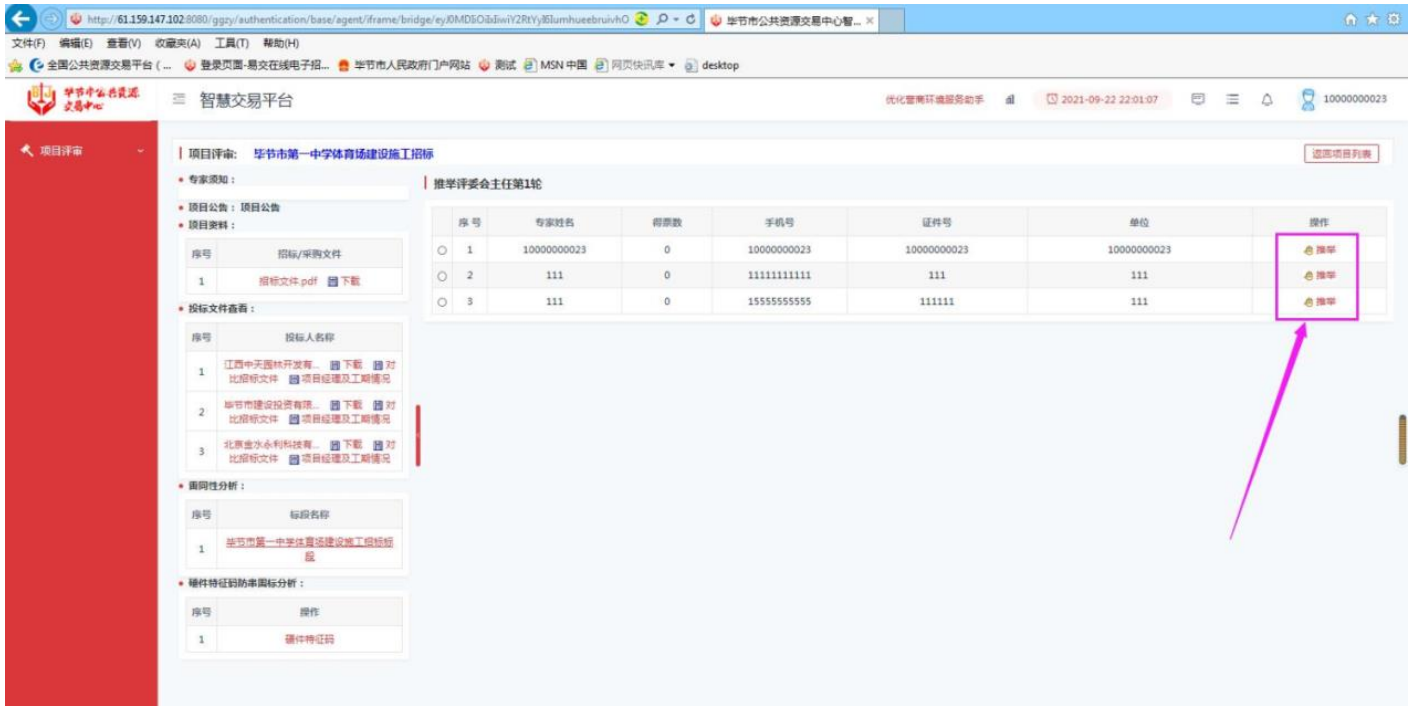 http://61.159.147.102:8080/ggzy/authentication/base/agent/iframe/bridge/
毕节市公共资源交易中心智... ×
文件(F) 编辑(E) 查看(V) 收藏夹(A) 工具(T) 帮助(H)
全国公共资源交易平台 (... 登录页面-易交在线电子招... 毕节市人民政府门户网站 测试 MSN 中国 网页快讯库 desktop
毕节市公共资源
交易中心
智慧交易平台
优化营商环境服务助手 2021-09-22 22:01:07 10000000023
项目评审
项目评审: 毕节市第一中学体育场建设施工招标
返回项目列表
专家须知：
项目公告：项目公告
项目资料：
序号 招标/采购文件
1 招标文件.pdf 下载
投标文件查看：
序号 投标人名称
1 江西中天园林开发有... 下载 对
比招标文件 项目经理及工期情况
2 毕节市建设投资有限... 下载 对
比招标文件 项目经理及工期情况
3 北京金水永利科技有... 下载 对
比招标文件 项目经理及工期情况
雷同性分析：
序号 标段名称
1 毕节市第一中学体育场建设施工招标标
段
硬件特征码防串围标分析：
序号 操作
1 硬件特征码
推举评委会主任第1轮
序号 专家姓名 得票数 手机号 证件号 单位 操作
1 10000000023 0 10000000023 10000000023 10000000023 推举
2 111 0 11111111111 111 111 推举
3 111 0 15555555555 111111 111 推举